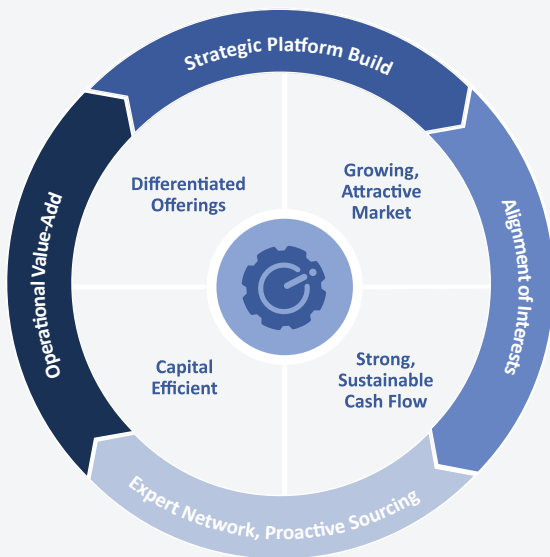 Strategic Platform Build
Differentiated
Offerings
Growing,
Attractive
Market
Operational Value-Add
Alignment of Interests
Capital
Efficient
Strong,
Sustainable
Cash Flow
Expert Network, Proactive Sourcing